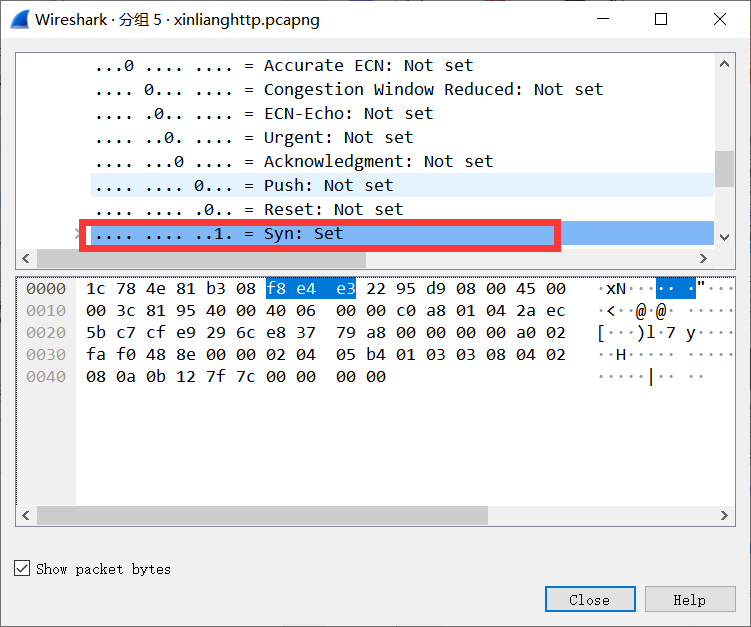 Wireshark · 分组 5 · xinlianghttp.pcapng
...0 .... .... = Accurate ECN: Not set
.... 0... .... = Congestion Window Reduced: Not set
.... .0.. .... = ECN-Echo: Not set
.... ..0. .... = Urgent: Not set
.... ...0 .... = Acknowledgment: Not set
.... .... 0... = Push: Not set
.... .... .0.. = Reset: Not set
.... .... ..1. = Syn: Set
0000 1c 78 4e 81 b3 08 f8 e4 e3 22 95 d9 08 00 45 00 ·xN······"···
0010 00 3c 81 95 40 00 40 06 00 00 c0 a8 01 04 2a ec ·<··@·@· ·····
0020 5b c7 cf e9 29 6c e8 37 79 a8 00 00 00 00 a0 02 [···)l·7 y·····
0030 fa f0 48 8e 00 00 02 04 05 b4 01 03 03 08 04 02 ··H····· ·····
0040 08 0a 0b 12 7f 7c 00 00 00 00 ·····|·· ··
Show packet bytes
Close Help